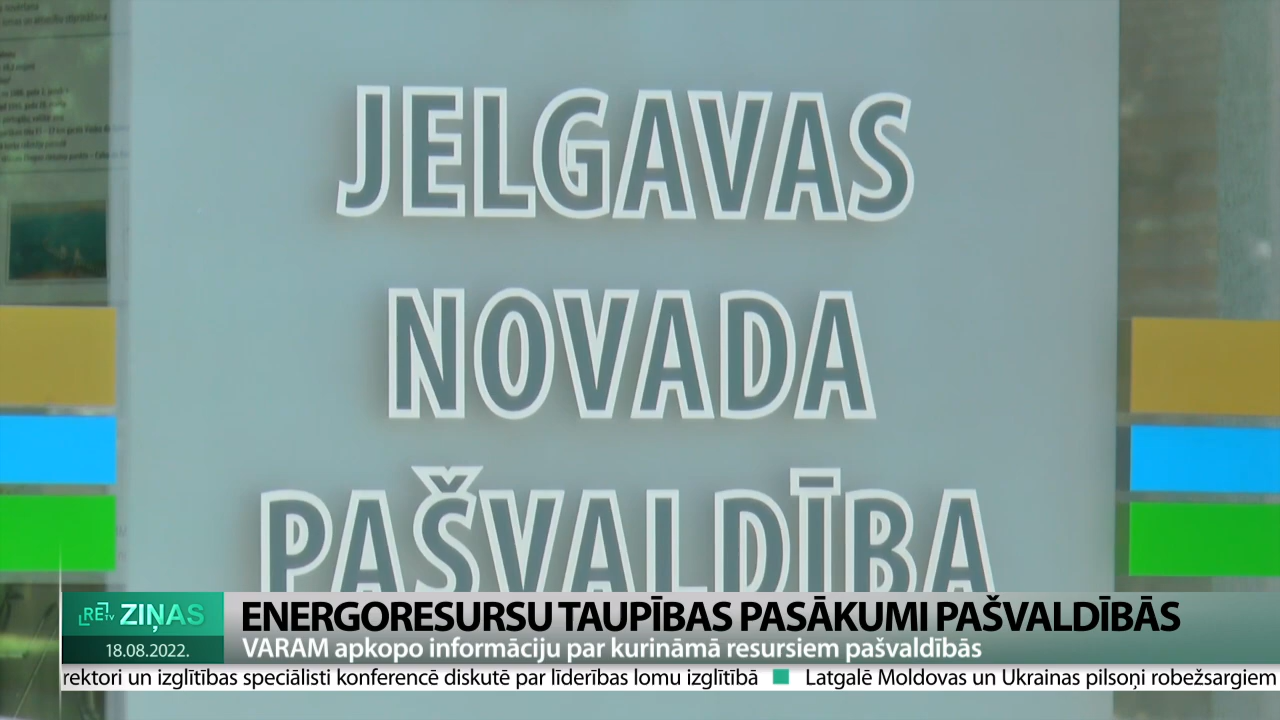 JELGAVAS
NOVADA
PAŠVALDĪBA
RE TV ZIŅAS
18.08.2022.
ENERGORESURSU TAUPĪBAS PASĀKUMI PAŠVALDĪBĀS
VARAM apkopo informāciju par kurināmā resursiem pašvaldībās
rektori un izglītības speciālisti konferencē diskutē par līderības lomu izglītībā
Latgalē Moldovas un Ukrainas pilsoņi robežsargiem